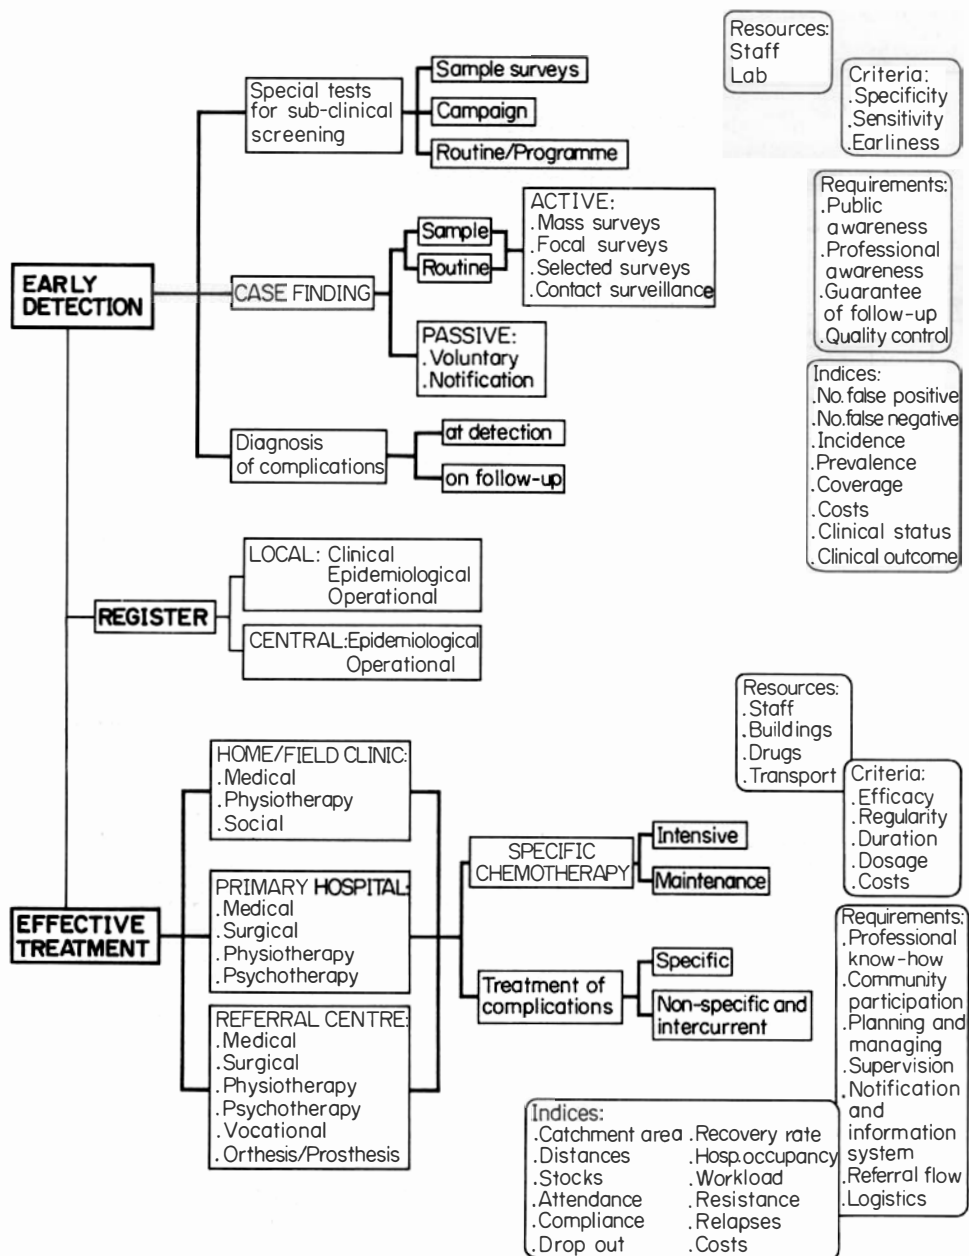 Resources:
Staff
Lab
Criteria:
.Specificity
.Sensitivity
.Earliness
Special tests
for sub-clinical
screening
Sample surveys
Campaign
Routine/Programme
Requirements:
.Public
awareness
.Professional
awareness
.Guarantee
of follow-up
.Quality control
EARLY
DETECTION
CASE FINDING
Sample
Routine
ACTIVE:
.Mass surveys
.Focal surveys
.Selected surveys
.Contact surveillance
PASSIVE:
.Voluntary
.Notification
Indices:
.No.false positive
.No.false negative
.Incidence
.Prevalence
.Coverage
.Costs
.Clinical status
.Clinical outcome
Diagnosis
of complications
at detection
on follow-up
REGISTER
LOCAL: Clinical
Epidemiological
Operational
CENTRAL:Epidemiological
Operational
Resources:
.Staff
.Buildings
.Drugs
.Transport
Criteria:
.Efficacy
.Regularity
.Duration
.Dosage
.Costs
EFFECTIVE
TREATMENT
HOME/FIELD CLINIC:
.Medical
.Physiotherapy
.Social
PRIMARY HOSPITAL:
.Medical
.Surgical
.Physiotherapy
.Psychotherapy
REFERRAL CENTRE:
.Medical
.Surgical
.Physiotherapy
.Psychotherapy
.Vocational
.Orthesis/Prosthesis
SPECIFIC
CHEMOTHERAPY
Intensive
Maintenance
Treatment of
complications
Specific
Non-specific and
intercurrent
Requirements:
.Professional
know-how
.Community
participation
.Planning and
managing
.Supervision
.Notification
and
information
system
.Referral flow
.Logistics
Indices:
.Catchment area
.Distances
.Stocks
.Attendance
.Compliance
.Drop out
.Recovery rate
.Hosp.occupancy
.Workload
.Resistance
.Relapses
.Costs